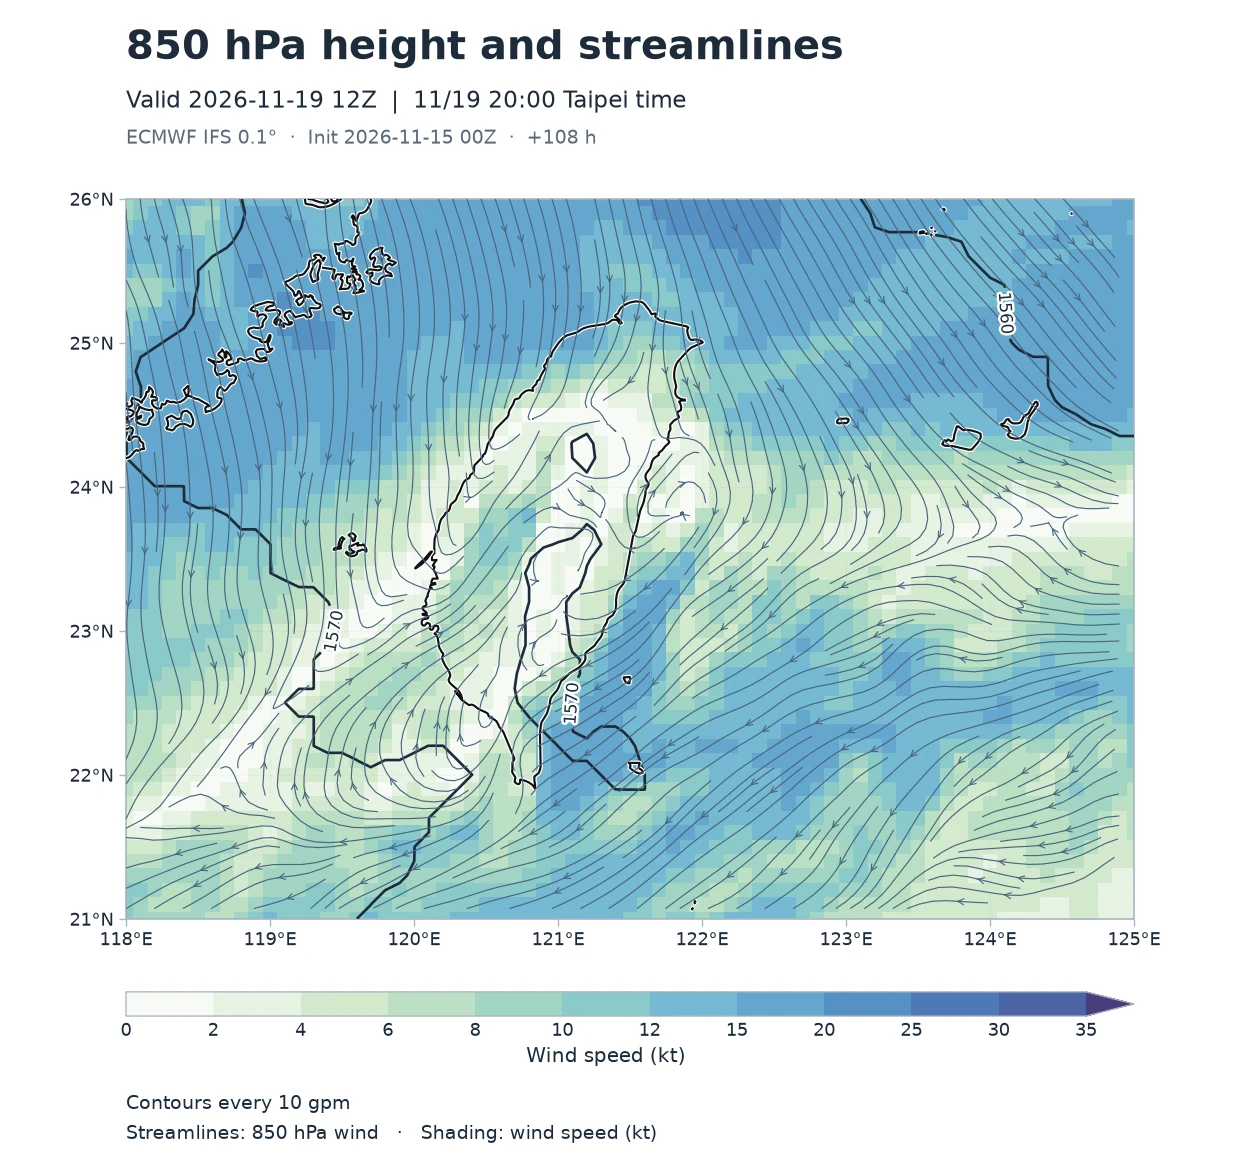 850 hPa height and streamlines
Valid 2026-11-19 12Z | 11/19 20:00 Taipei time
ECMWF IFS 0.1° · Init 2026-11-15 00Z · +108 h
26°N
25°N
24°N
23°N
22°N
21°N
1560
1570
1570
118°E 119°E 120°E 121°E 122°E 123°E 124°E 125°E
0 2 4 6 8 10 12 15 20 25 30 35
Wind speed (kt)
Contours every 10 gpm
Streamlines: 850 hPa wind · Shading: wind speed (kt)